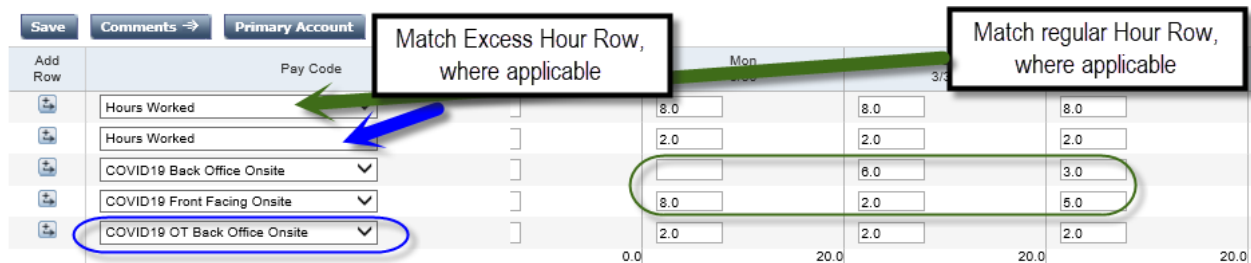 Save Comments Primary Account
Match Excess Hour Row,
where applicable
Match regular Hour Row,
where applicable
Add
Row
Pay Code
Mon
Hours Worked 8.0 8.0 8.0
Hours Worked 2.0 2.0 2.0
COVID19 Back Office Onsite 6.0 3.0
COVID19 Front Facing Onsite 8.0 2.0 5.0
COVID19 OT Back Office Onsite 2.0 2.0 2.0
0.0 20.0 20.0 20.0